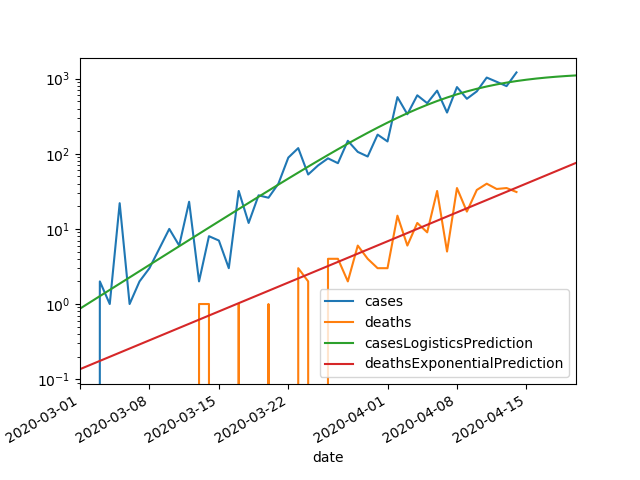 10³
10²
10¹
10⁰
10⁻¹
2020-03-01
2020-03-08
2020-03-15
2020-03-22
2020-04-01
2020-04-08
2020-04-15
date
cases
deaths
casesLogisticsPrediction
deathsExponentialPrediction